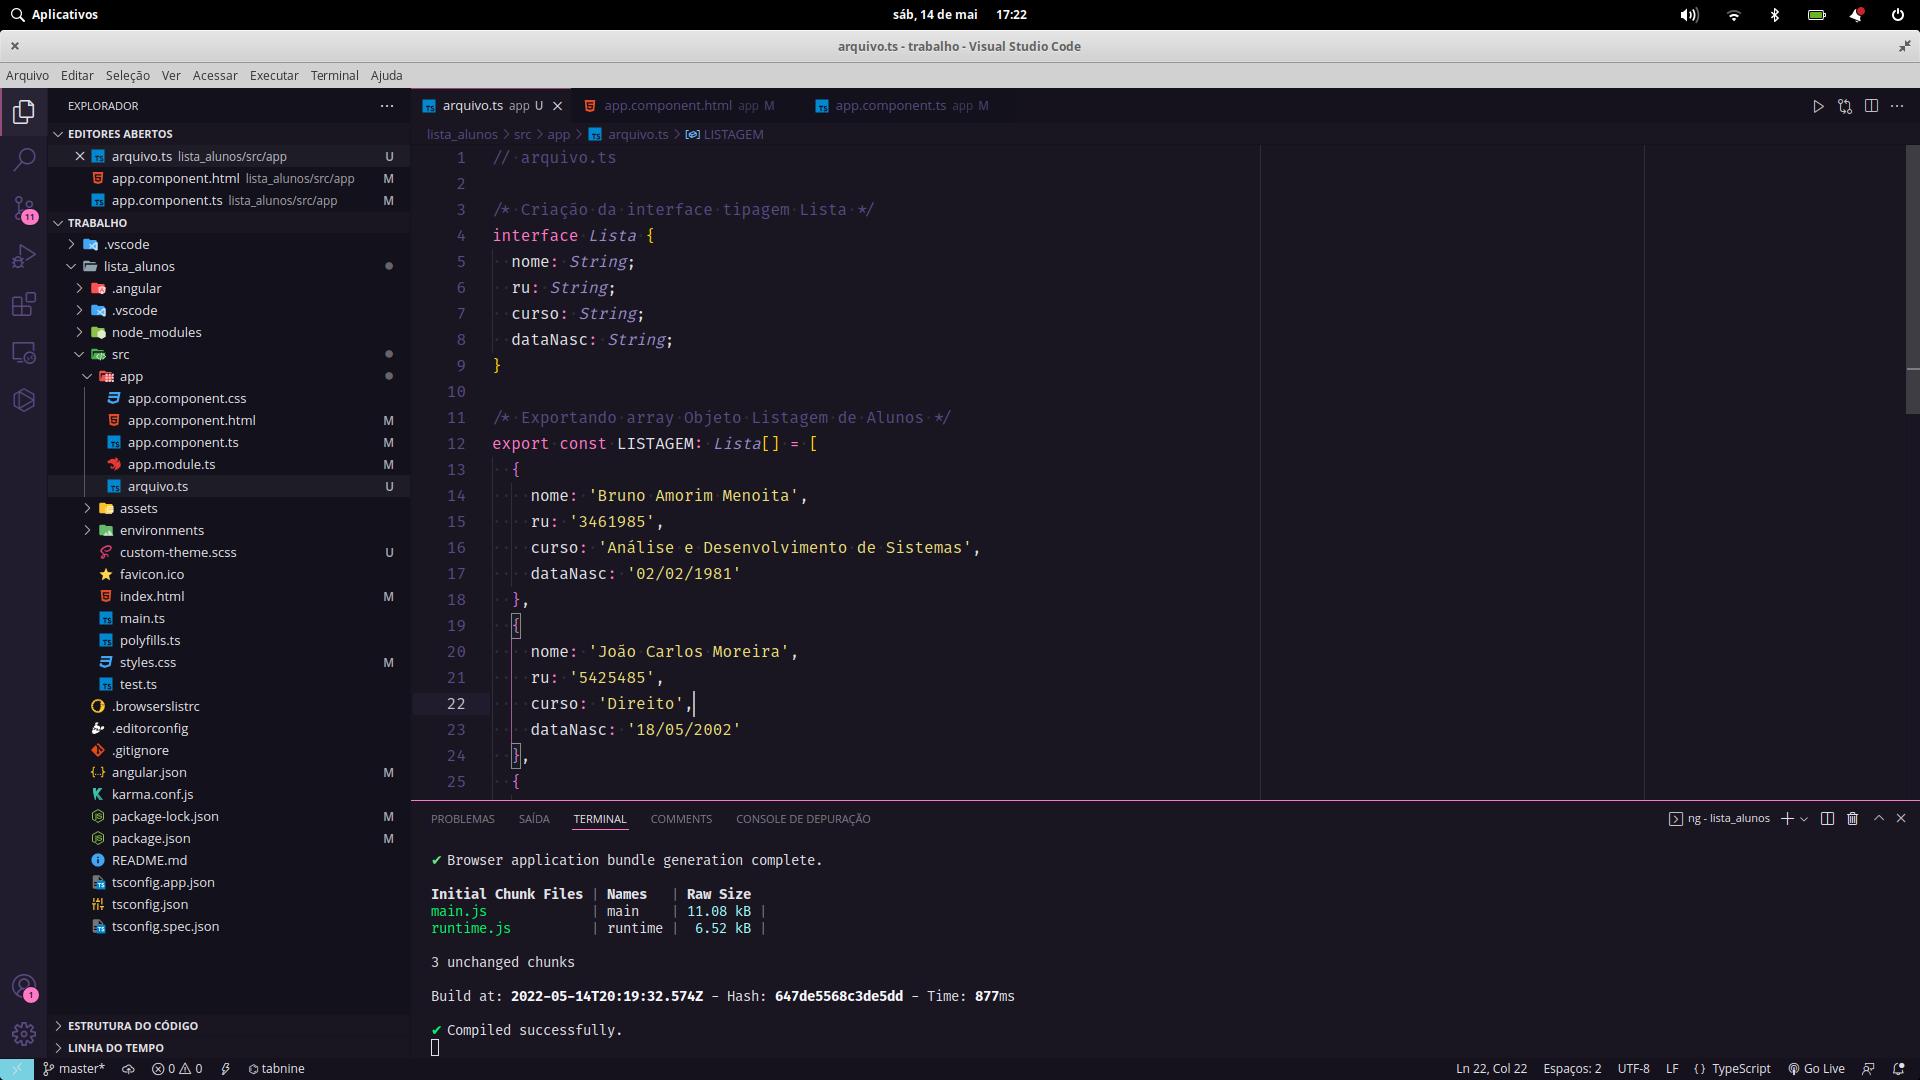 Aplicativos
sáb, 14 de mai 17:22
arquivo.ts - trabalho - Visual Studio Code
Arquivo Editar Seleção Ver Acessar Executar Terminal Ajuda
EXPLORADOR
EDITORES ABERTOS
arquivo.ts lista_alunos/src/app U
app.component.html lista_alunos/src/app M
app.component.ts lista_alunos/src/app M
TRABALHO
.vscode
lista_alunos
.angular
.vscode
node_modules
src
app
app.component.css
app.component.html M
app.component.ts M
app.module.ts M
arquivo.ts U
assets
environments
custom-theme.scss U
favicon.ico
index.html M
main.ts
polyfills.ts
styles.css M
test.ts
.browserslistrc
.editorconfig
.gitignore
angular.json M
karma.conf.js
package-lock.json M
package.json M
README.md
tsconfig.app.json
tsconfig.json
tsconfig.spec.json
ESTRUTURA DO CÓDIGO
LINHA DO TEMPO
11
1
arquivo.ts app U app.component.html app M app.component.ts app M
lista_alunos > src > app > arquivo.ts > LISTAGEM
1 // arquivo.ts
2
3 /* Criação da interface tipagem Lista */
4 interface Lista {
5 nome: String;
6 ru: String;
7 curso: String;
8 dataNasc: String;
9 }
10
11 /* Exportando array Objeto Listagem de Alunos */
12 export const LISTAGEM: Lista[] = [
13 {
14 nome: 'Bruno Amorim Menoita',
15 ru: '3461985',
16 curso: 'Análise e Desenvolvimento de Sistemas',
17 dataNasc: '02/02/1981'
18 },
19 {
20 nome: 'João Carlos Moreira',
21 ru: '5425485',
22 curso: 'Direito',
23 dataNasc: '18/05/2002'
24 },
25 {
PROBLEMAS SAÍDA TERMINAL COMMENTS CONSOLE DE DEPURAÇÃO ng - lista_alunos
✔ Browser application bundle generation complete.
Initial Chunk Files | Names | Raw Size
main.js | main | 11.08 kB |
runtime.js | runtime | 6.52 kB |
3 unchanged chunks
Build at: 2022-05-14T20:19:32.574Z - Hash: 647de5568c3de5dd - Time: 877ms
✔ Compiled successfully.
master* 0 0 tabnine Ln 22, Col 22 Espaços: 2 UTF-8 LF {} TypeScript Go Live